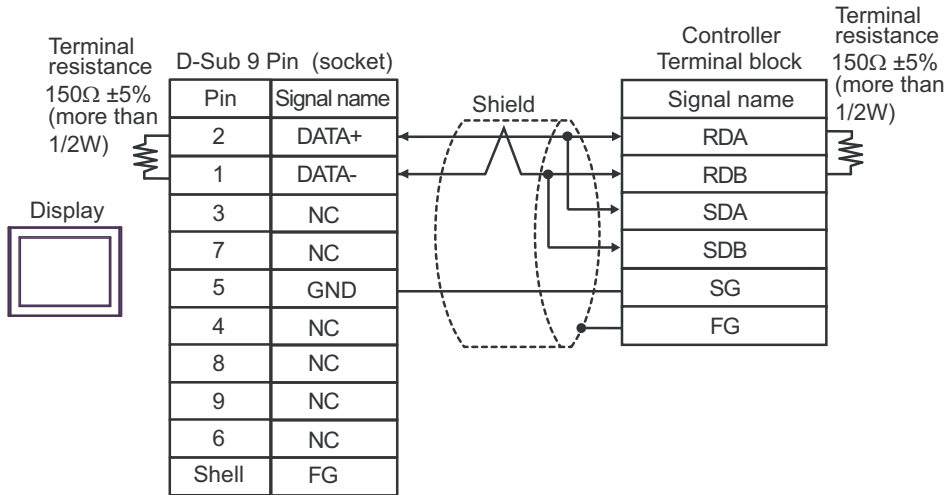 Terminal
resistance
150Ω ±5%
(more than
1/2W)
Display
D-Sub 9 Pin (socket)
Pin Signal name
2 DATA+
1 DATA-
3 NC
7 NC
5 GND
4 NC
8 NC
9 NC
6 NC
Shell FG
Shield
Controller
Terminal block
Signal name
RDA
RDB
SDA
SDB
SG
FG
Terminal
resistance
150Ω ±5%
(more than
1/2W)